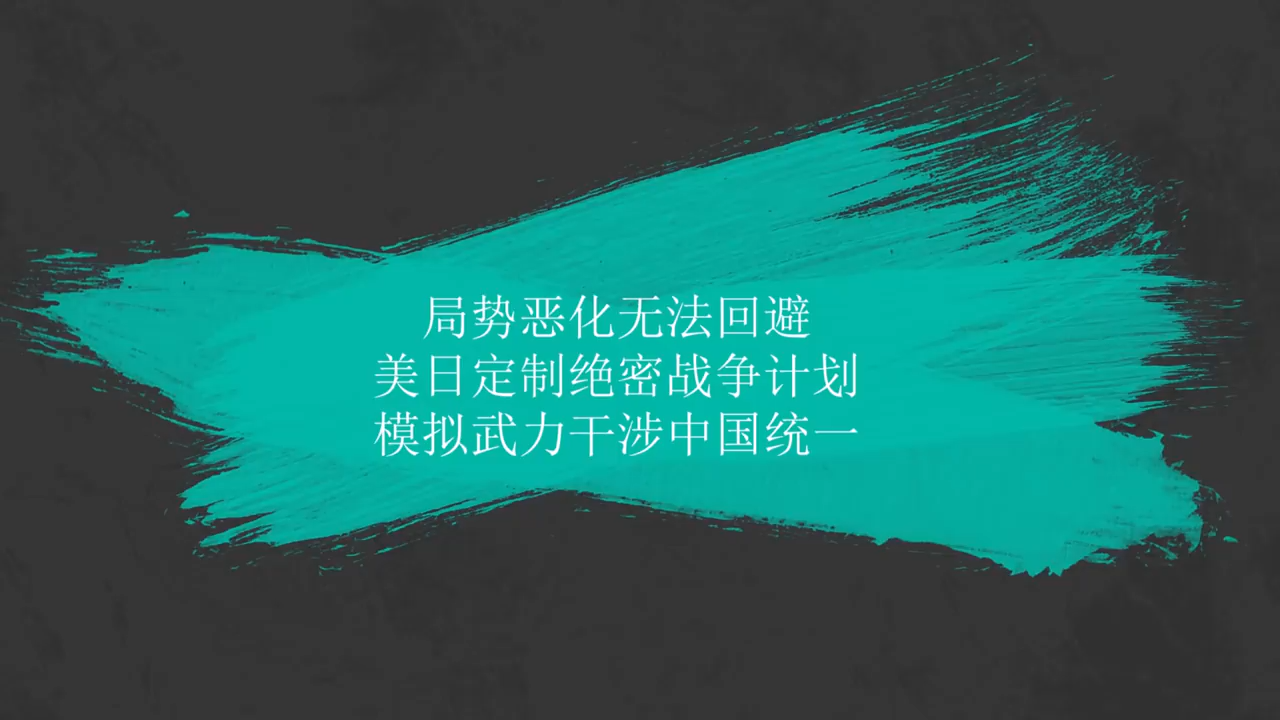 局势恶化无法回避
美日定制绝密战争计划
模拟武力干涉中国统一